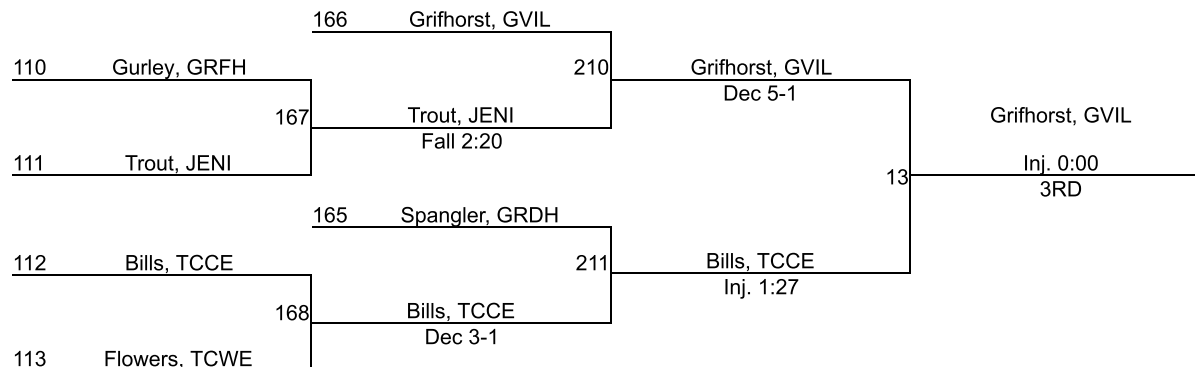 166 Grifhorst, GVIL
110 Gurley, GRFH
210 Grifhorst, GVIL
Dec 5-1
167 Trout, JENI
Fall 2:20
Grifhorst, GVIL
111 Trout, JENI
Inj. 0:00
13
3RD
165 Spangler, GRDH
112 Bills, TCCE
211 Bills, TCCE
Inj. 1:27
168 Bills, TCCE
Dec 3-1
113 Flowers, TCWE